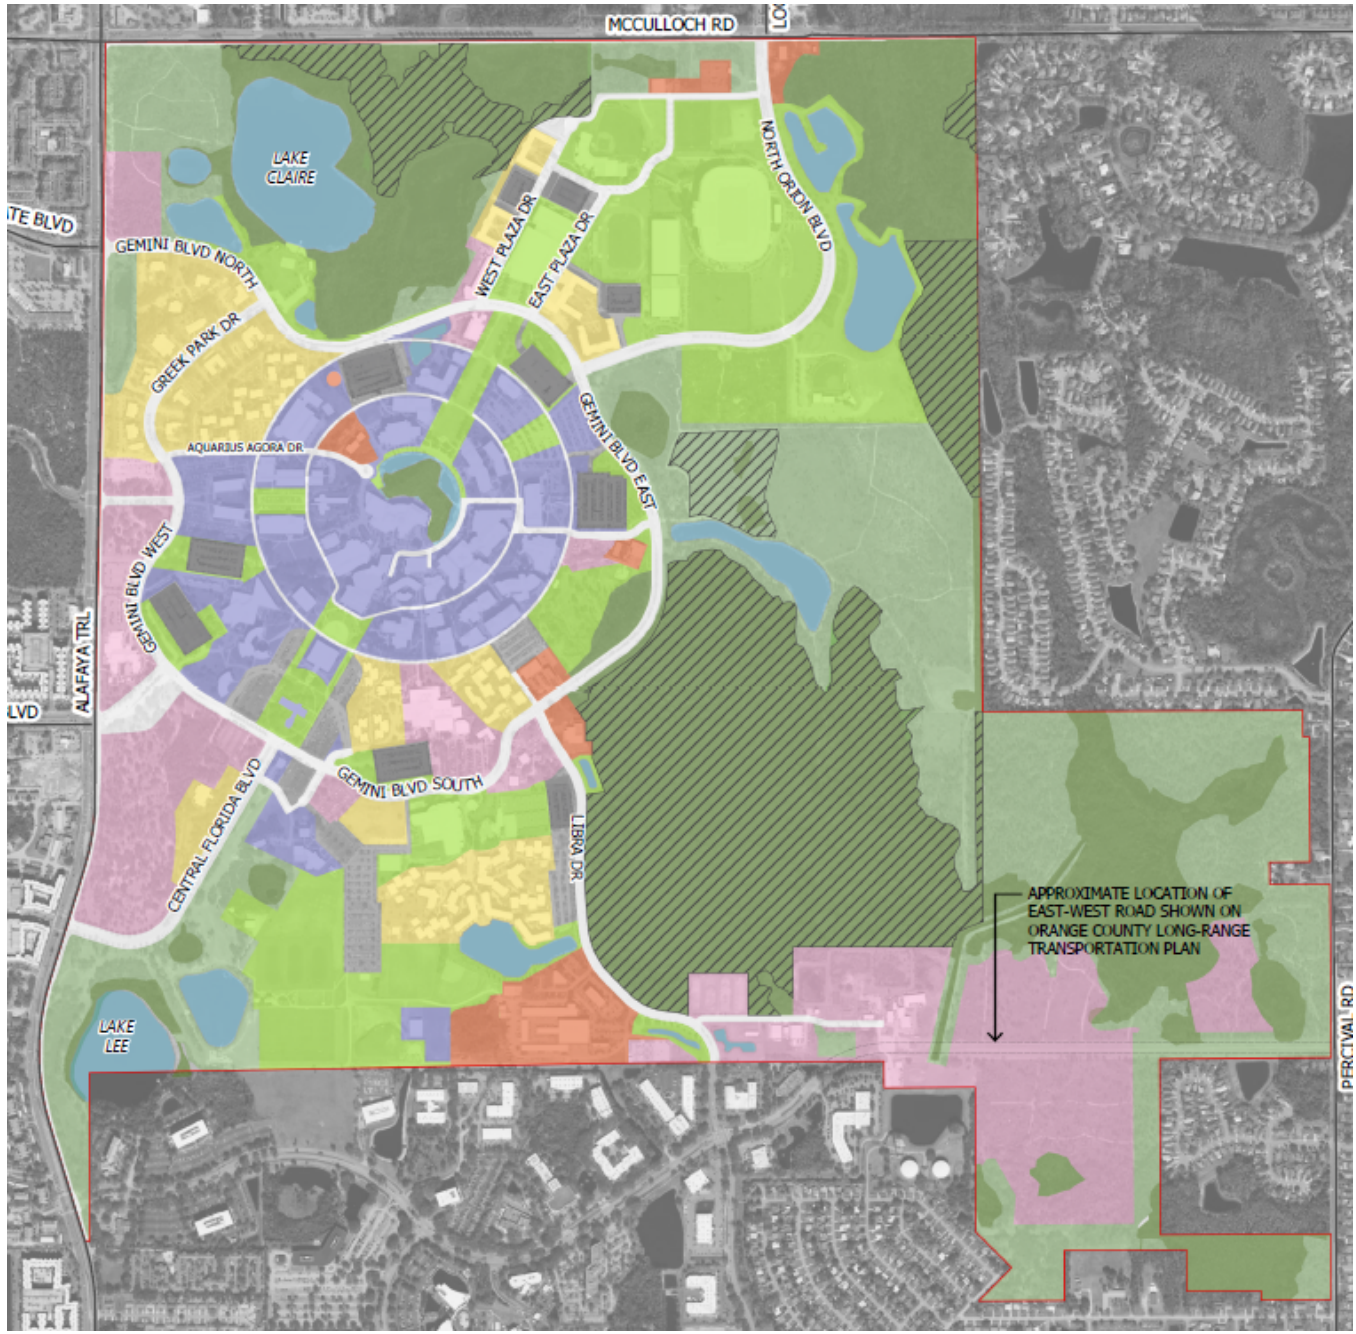 MCCULLOCH RD
LO
LAKE
CLAIRE
NORTH ORION BLVD
WEST PLAZA DR
EAST PLAZA DR
TE BLVD
GEMINI BLVD NORTH
GREEK PARK DR
GEMINI BLVD EAST
AQUARIUS AGORA DR
GEMINI BLVD WEST
ALAFAYA TRL
LVD
GEMINI BLVD SOUTH
CENTRAL FLORIDA BLVD
LIBRA DR
APPROXIMATE LOCATION OF
EAST-WEST ROAD SHOWN ON
ORANGE COUNTY LONG-RANGE
TRANSPORTATION PLAN
LAKE
LEE
PERCIVAL RD